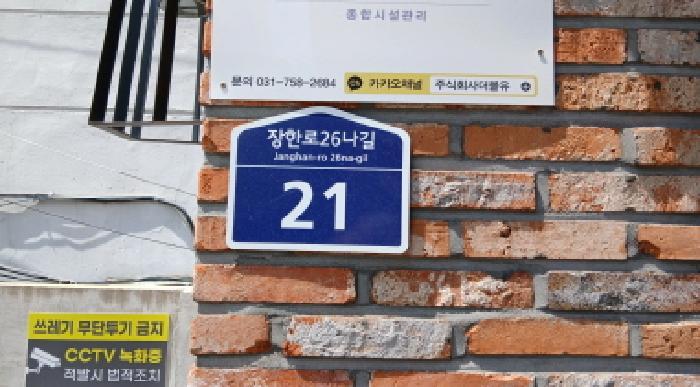 통합시설관리
문의 031-758-2684 카카오채널 주식회사더블유
장한로26나길
Janghan-ro 26na-gil
21
쓰레기 무단투기 금지
CCTV 녹화중
적발시 법적조치